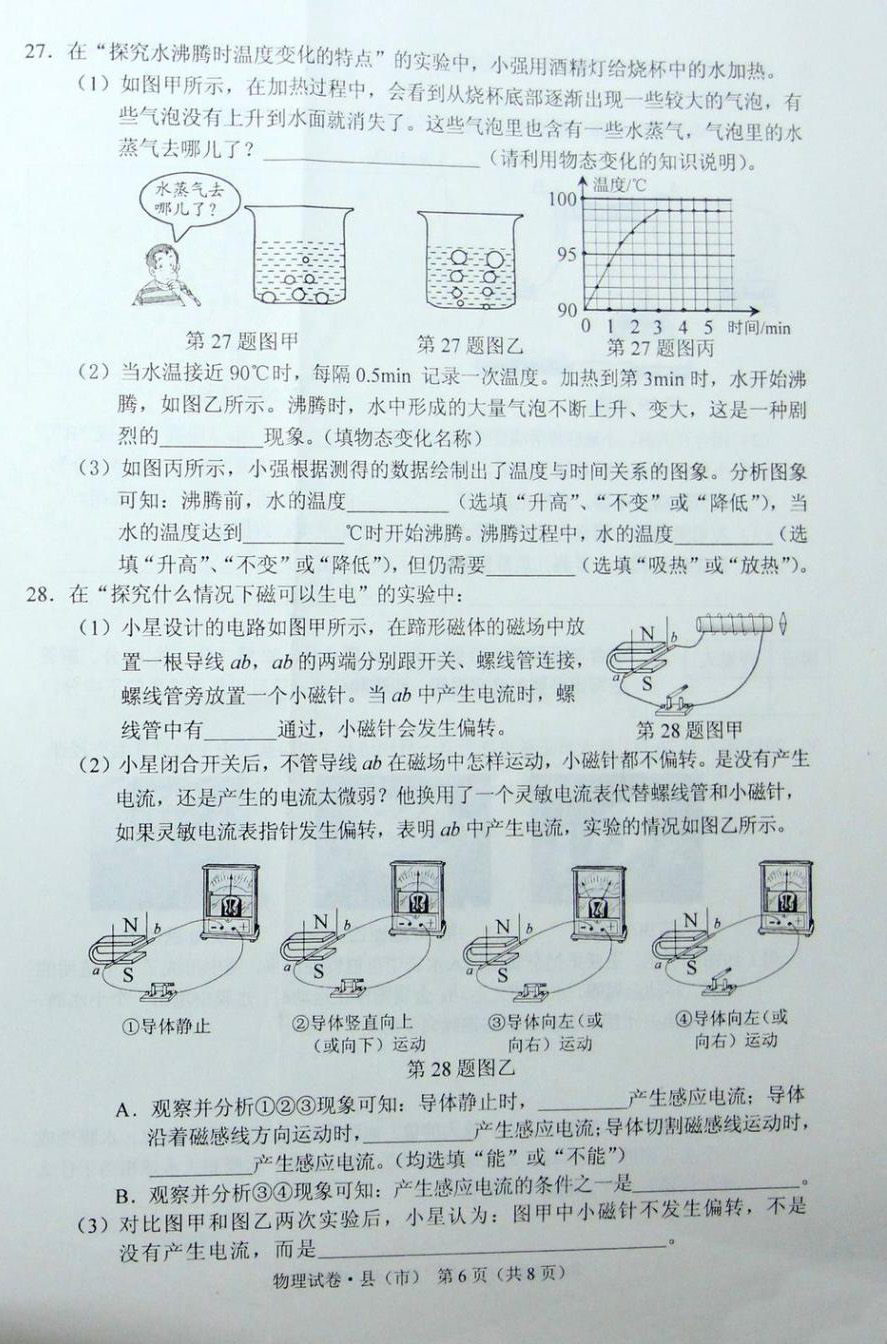 27．在“探究水沸腾时温度变化的特点”的实验中，小强用酒精灯给烧杯中的水加热。
（1）如图甲所示，在加热过程中，会看到从烧杯底部逐渐出现一些较大的气泡，有
些气泡没有上升到水面就消失了。这些气泡里也含有一些水蒸气，气泡里的水
蒸气去哪儿了？____________________（请利用物态变化的知识说明）。
水蒸气去
哪儿了？
温度/℃
100
95
90
0 1 2 3 4 5 时间/min
第 27 题图甲
第 27 题图乙
第 27 题图丙
（2）当水温接近 90℃时，每隔 0.5min 记录一次温度。加热到第 3min 时，水开始沸
腾，如图乙所示。沸腾时，水中形成的大量气泡不断上升、变大，这是一种剧
烈的_________现象。（填物态变化名称）
（3）如图丙所示，小强根据测得的数据绘制出了温度与时间关系的图象。分析图象
可知：沸腾前，水的温度_________（选填“升高”、“不变”或“降低”），当
水的温度达到_________℃时开始沸腾。沸腾过程中，水的温度_________（选
填“升高”、“不变”或“降低”），但仍需要________（选填“吸热”或“放热”）。
28．在“探究什么情况下磁可以生电”的实验中：
（1）小星设计的电路如图甲所示，在蹄形磁体的磁场中放
置一根导线 ab，ab 的两端分别跟开关、螺线管连接，
螺线管旁放置一个小磁针。当 ab 中产生电流时，螺
线管中有_______通过，小磁针会发生偏转。
N b
a S
第 28 题图甲
（2）小星闭合开关后，不管导线 ab 在磁场中怎样运动，小磁针都不偏转。是没有产生
电流，还是产生的电流太微弱？他换用了一个灵敏电流表代替螺线管和小磁针，
如果灵敏电流表指针发生偏转，表明 ab 中产生电流，实验的情况如图乙所示。
N b N b N b N b
a S a S a S a S
①导体静止 ②导体竖直向上 ③导体向左（或 ④导体向左（或
（或向下）运动 向右）运动 向右）运动
第 28 题图乙
A．观察并分析①②③现象可知：导体静止时，_________产生感应电流；导体
沿着磁感线方向运动时，__________产生感应电流；导体切割磁感线运动时，
_________产生感应电流。（均选填“能”或“不能”）
B．观察并分析③④现象可知：产生感应电流的条件之一是________________。
（3）对比图甲和图乙两次实验后，小星认为：图甲中小磁针不发生偏转，不是
没有产生电流，而是______________________________。
物理试卷·县（市） 第 6 页（共 8 页）